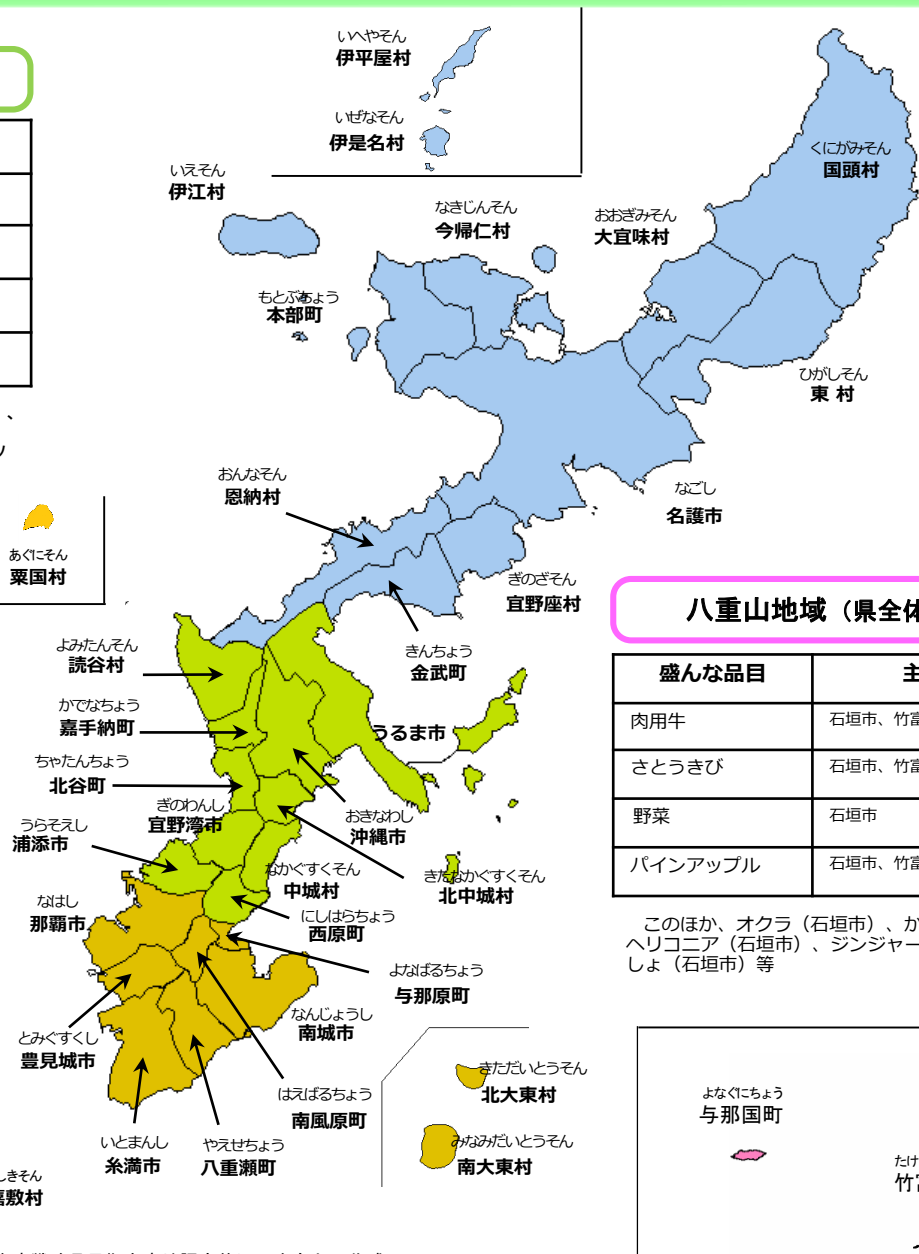 いへやそん
伊平屋村
いぜなそん
伊是名村
くにがみそん
国頭村
いえそん
伊江村
なきじんそん
今帰仁村
おおぎみそん
大宜味村
もとぶちょう
本部町
ひがしそん
東 村
、
おんなそん
恩納村
なごし
名護市
あぐにそん
粟国村
ぎのざそん
宜野座村
きんちょう
金武町
よみたんそん
読谷村
かでなちょう
嘉手納町
うるま市
ちゃたんちょう
北谷町
ぎのわんし
宜野湾市
おきなわし
沖縄市
うらそえし
浦添市
なかぐすくそん
中城村
きたなかぐすくそん
北中城村
なはし
那覇市
にしはらちょう
西原町
よなばるちょう
与那原町
なんじょうし
南城市
とみぐすくし
豊見城市
はえばるちょう
南風原町
いとまんし
糸満市
やえせちょう
八重瀬町
しきそん
嘉敷村
きただいとうそん
北大東村
みなみだいとうそん
南大東村
八重山地域（県全体
盛んな品目 主
肉用牛 石垣市、竹富
さとうきび 石垣市、竹富
野菜 石垣市
パインアップル 石垣市、竹富
このほか、オクラ（石垣市）、か
ヘリコニア（石垣市）、ジンジャー
しょ（石垣市）等
よなぐにちょう
与那国町
たけ
竹富